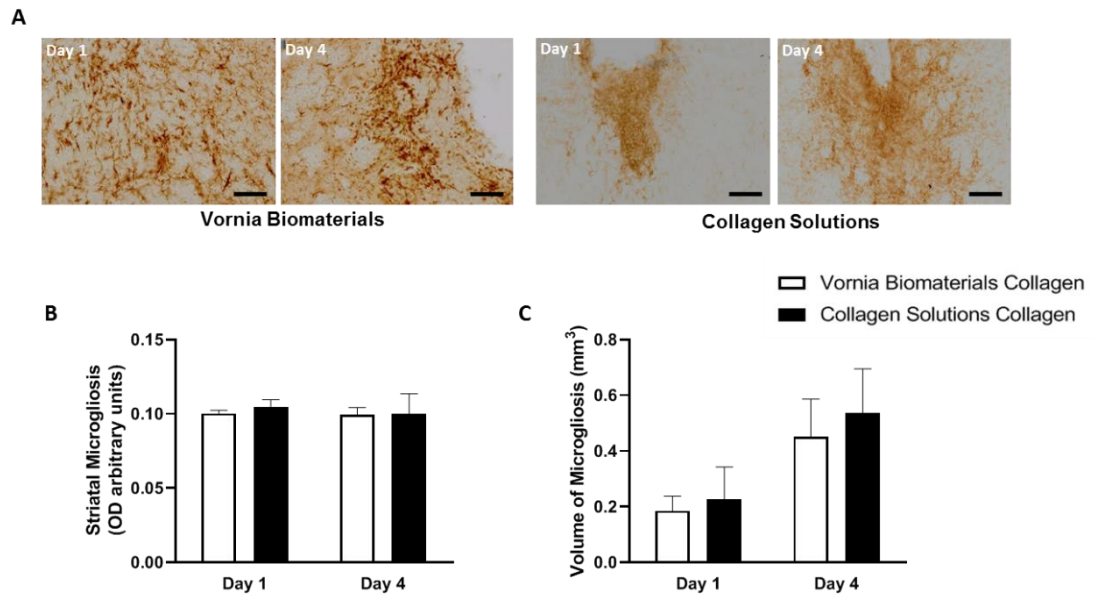 A
Day 1
Day 4
Day 1
Day 4
Vornia Biomaterials
Collagen Solutions
Vornia Biomaterials Collagen
Collagen Solutions Collagen
B
Striatal Microgliosis
(OD arbitrary units)
0.15
0.10
0.05
0.00
Day 1
Day 4
C
Volume of Microgliosis (mm³)
0.8
0.6
0.4
0.2
0.0
Day 1
Day 4